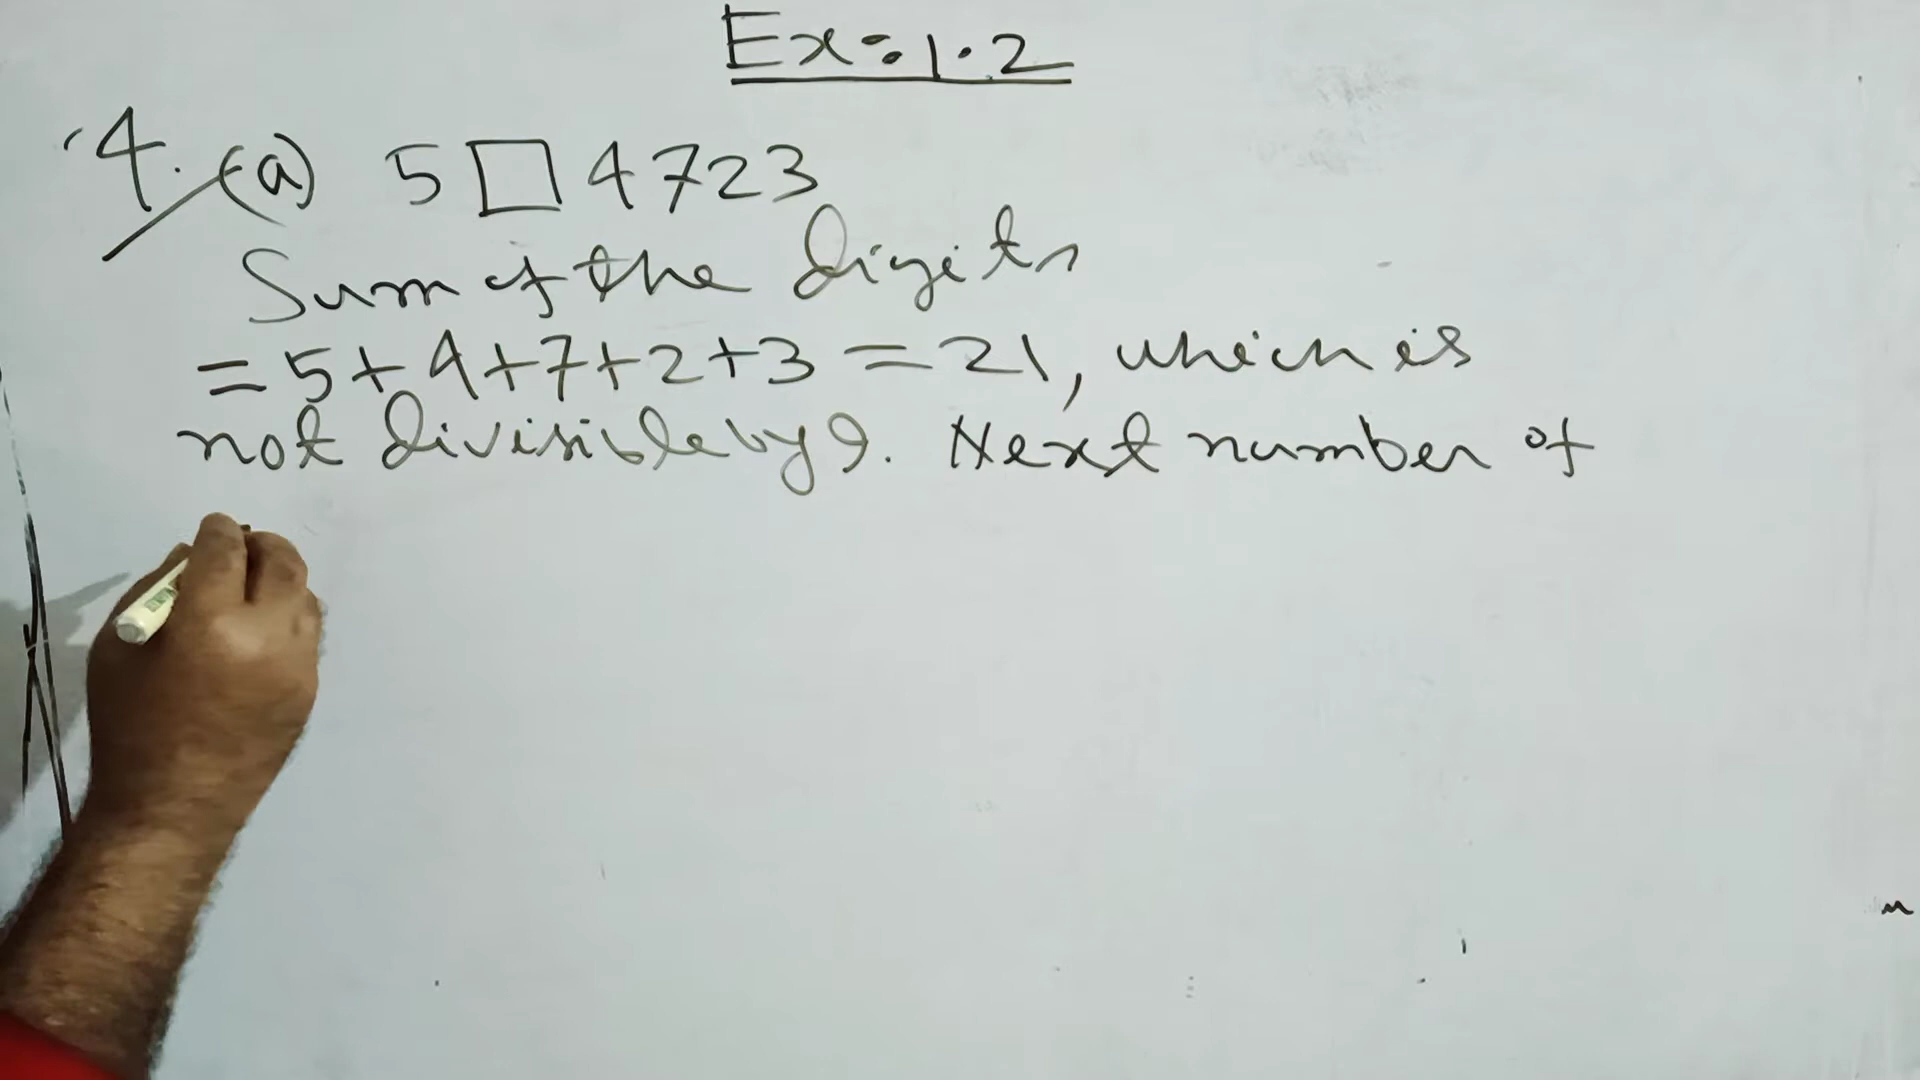 Ex:- 1.2
4. (a) 5□4723
Sum of the digits
= 5+4+7+2+3 = 21, which is
not divisible by 9. Next number of